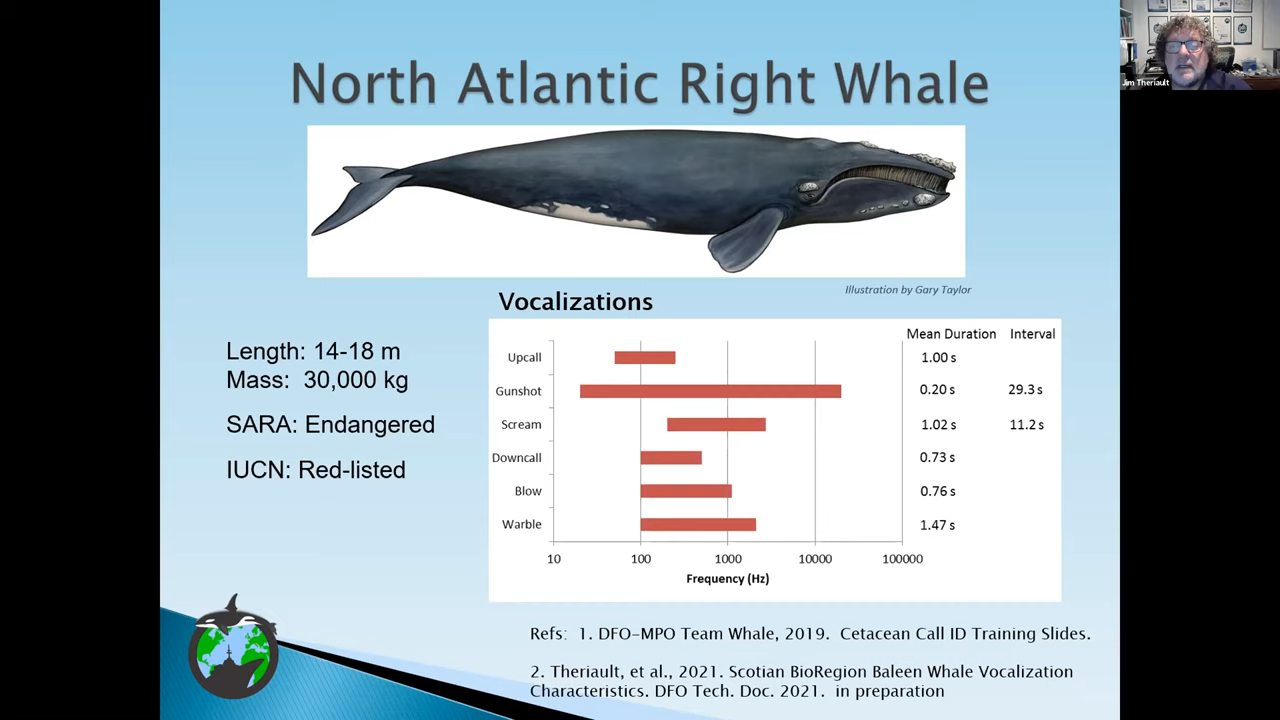 North Atlantic Right Whale
Jim Theriault
Illustration by Gary Taylor
Vocalizations
Length: 14-18 m
Mass: 30,000 kg
SARA: Endangered
IUCN: Red-listed
Mean Duration Interval
Upcall 1.00 s
Gunshot 0.20 s 29.3 s
Scream 1.02 s 11.2 s
Downcall 0.73 s
Blow 0.76 s
Warble 1.47 s
10 100 1000 10000 100000
Frequency (Hz)
Refs: 1. DFO-MPO Team Whale, 2019. Cetacean Call ID Training Slides.
2. Theriault, et al., 2021. Scotian BioRegion Baleen Whale Vocalization
Characteristics. DFO Tech. Doc. 2021. in preparation